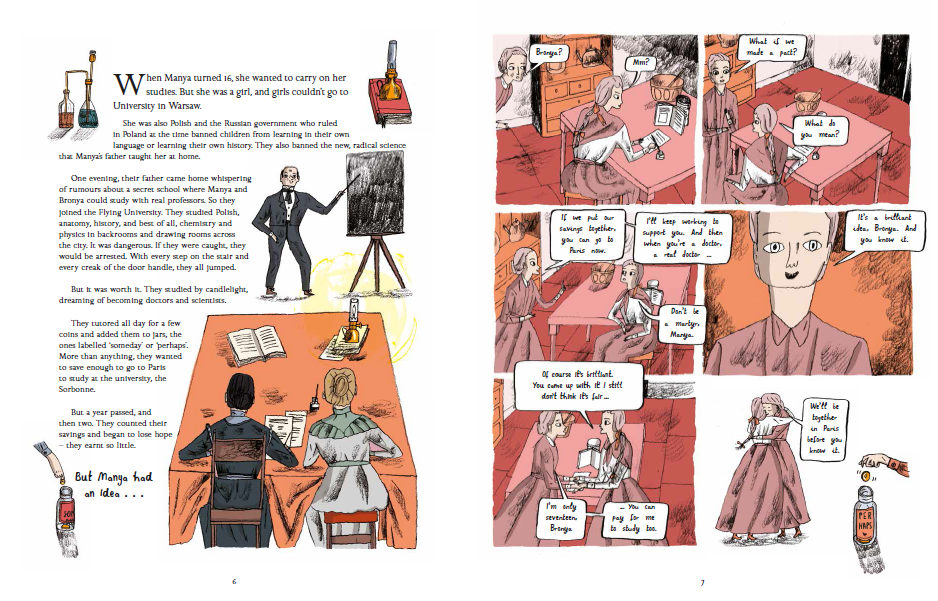 When Manya turned 16, she wanted to carry on her
studies. But she was a girl, and girls couldn't go to
University in Warsaw.
She was also Polish and the Russian government who ruled
in Poland at the time banned children from learning in their own
language or learning their own history. They also banned the new, radical science
that Manya's father taught her at home.
One evening, their father came home whispering
of rumours about a secret school where Manya and
Bronya could study with real professors. So they
joined the Flying University. They studied Polish,
anatomy, history, and best of all, chemistry and
physics in backrooms and drawing rooms across
the city. It was dangerous. If they were caught, they
would be arrested. With every step on the stair and
every creak of the door handle, they all jumped.
But it was worth it. They studied by candlelight,
dreaming of becoming doctors and scientists.
They tutored all day for a few
coins and added them to jars, the
ones labelled 'someday' or 'perhaps'.
More than anything, they wanted
to save enough to go to Paris
to study at the university, the
Sorbonne.
But a year passed, and
then two. They counted their
savings and began to lose hope
– they earnt so little.
But Manya had
an idea . . .
SOM
6
Bronya?
Mm?
What if we
made a pact?
What do
you mean?
If we put our
savings together,
you can go to
Paris now.
I'll keep working to
support you. And then
when you're a doctor,
a real doctor ...
Don't be
a martyr,
Manya.
It's a brilliant
idea, Bronya. And
you know it.
Of course it's brilliant.
You came up with it! I still
don't think it's fair...
I'm only
seventeen,
Bronya
... You can
pay for me
to study too.
We'll be
together
in Paris
before you
know it.
PER
HAPS
7